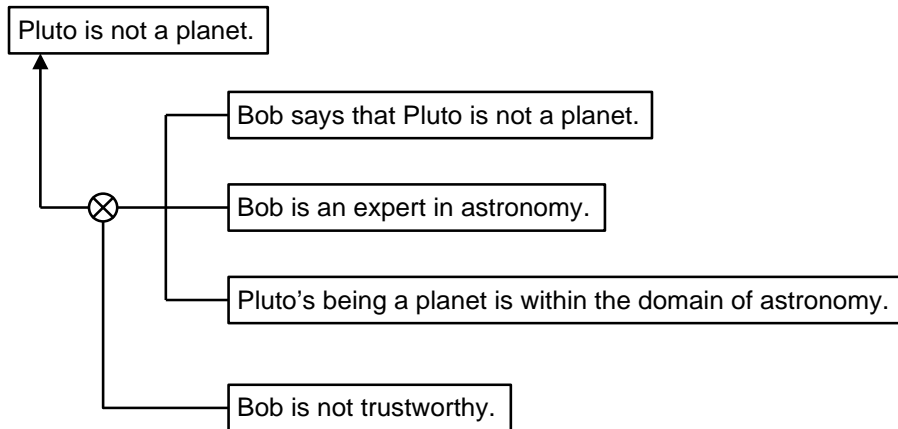 Pluto is not a planet.
Bob says that Pluto is not a planet.
Bob is an expert in astronomy.
Pluto’s being a planet is within the domain of astronomy.
Bob is not trustworthy.